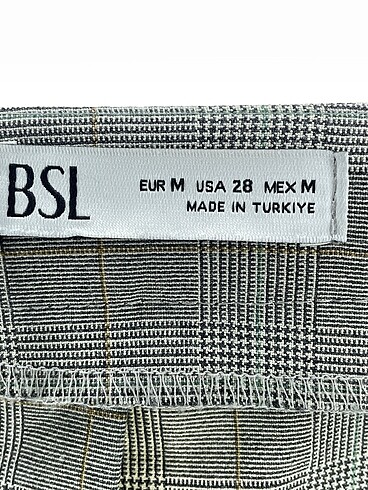 BSL
EUR M USA 28 MEX M
MADE IN TURKIYE